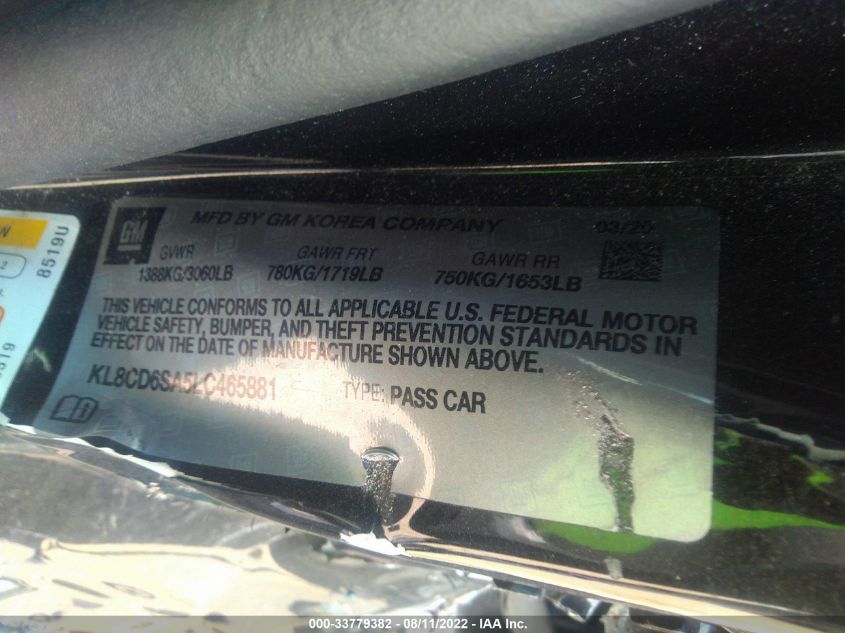 GM
MFD BY GM KOREA COMPANY 03/20
GVWR GAWR FRT GAWR RR
1388KG/3060LB 780KG/1719LB 750KG/1653LB
THIS VEHICLE CONFORMS TO ALL APPLICABLE U.S. FEDERAL MOTOR
VEHICLE SAFETY, BUMPER, AND THEFT PREVENTION STANDARDS IN
EFFECT ON THE DATE OF MANUFACTURE SHOWN ABOVE.
KL8CD6SA5LC465881 TYPE: PASS CAR
8519U
000-33779382 - 08/11/2022 - IAA Inc.